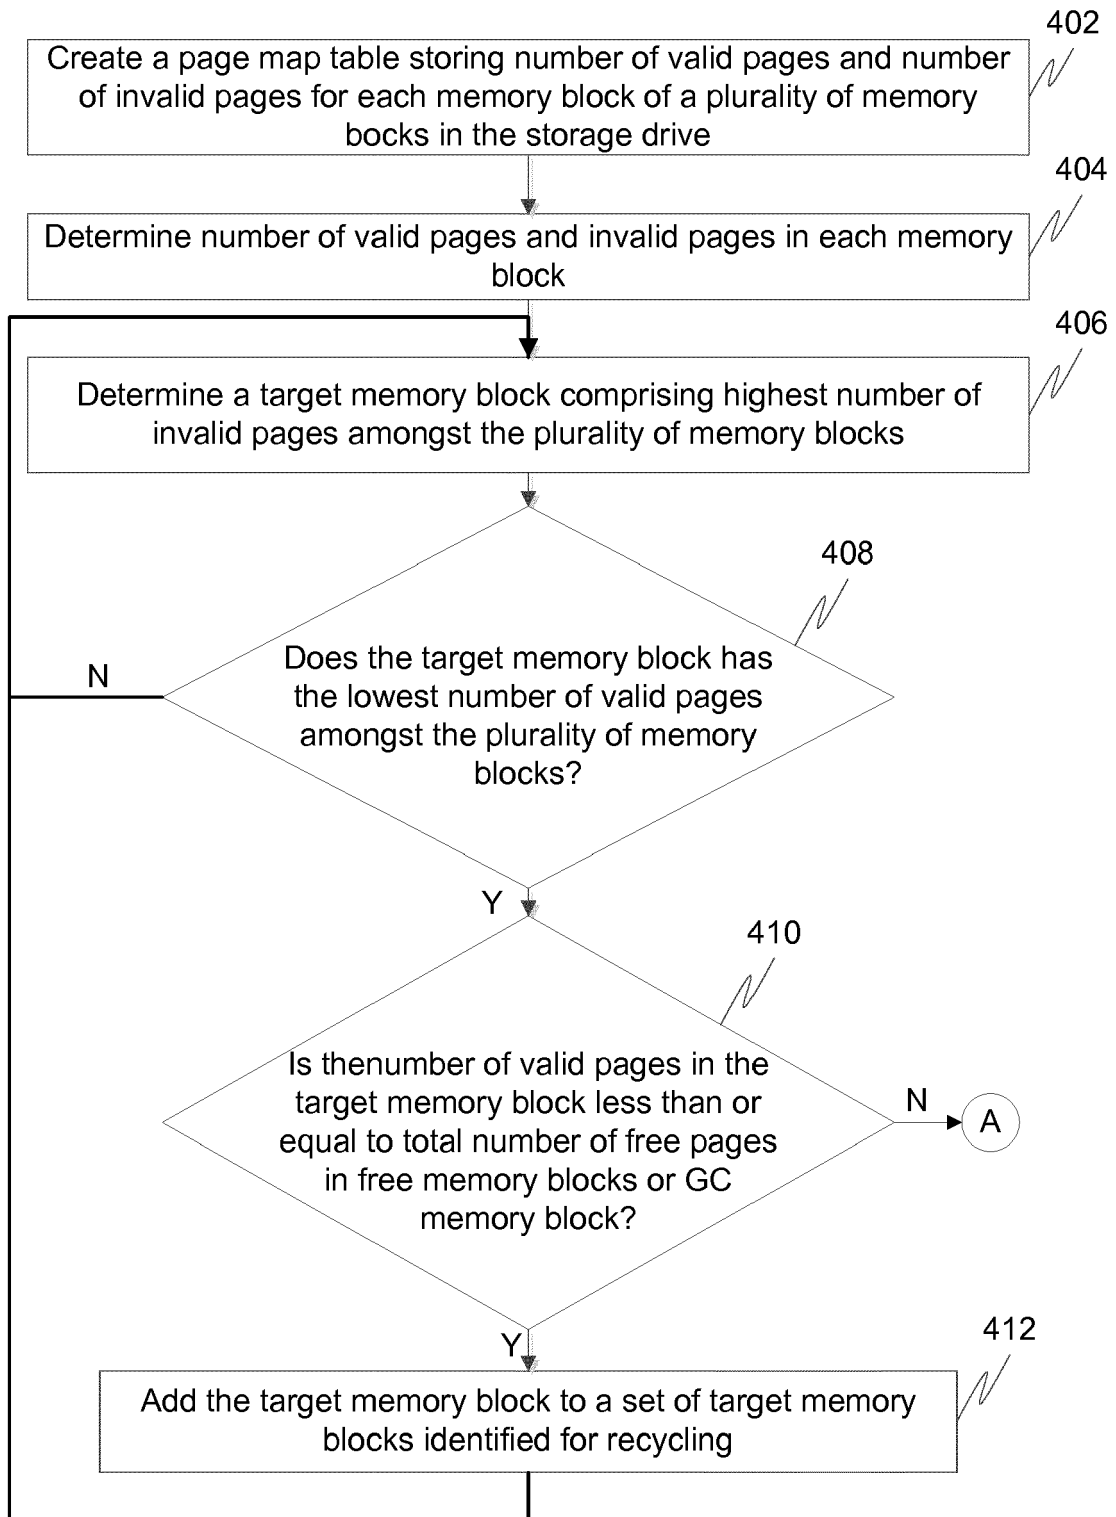 402
Create a page map table storing number of valid pages and number
of invalid pages for each memory block of a plurality of memory
bocks in the storage drive
404
Determine number of valid pages and invalid pages in each memory
block
406
Determine a target memory block comprising highest number of
invalid pages amongst the plurality of memory blocks
408
Does the target memory block has
the lowest number of valid pages
amongst the plurality of memory
blocks?
N
Y
410
Is thenumber of valid pages in the
target memory block less than or
equal to total number of free pages
in free memory blocks or GC
memory block?
N
A
Y
412
Add the target memory block to a set of target memory
blocks identified for recycling